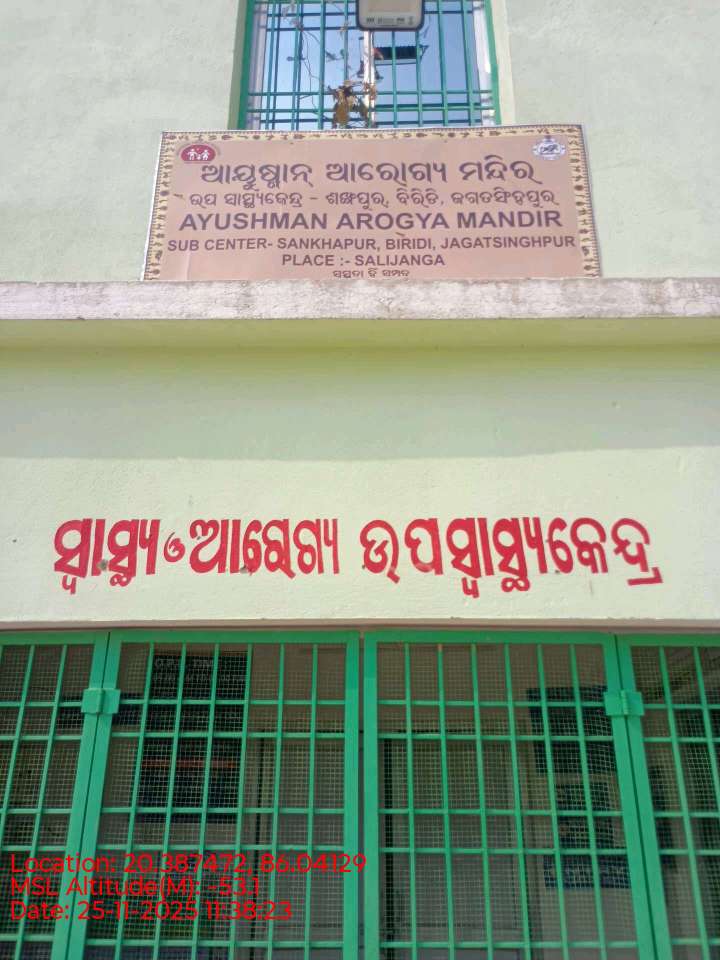 ଆୟୁଷ୍ମାନ୍ ଆରୋଗ୍ୟ ମନ୍ଦିର
ଉପ ସ୍ୱାସ୍ଥ୍ୟକେନ୍ଦ୍ର - ଶଙ୍ଖପୁର, ବିରିଡି, ଜଗତସିଂହପୁର
AYUSHMAN AROGYA MANDIR
SUB CENTER- SANKHAPUR, BIRIDI, JAGATSINGHPUR
PLACE :- SALIJANGA
ସ୍ୱାସ୍ଥ୍ୟ ଓ ଆରୋଗ୍ୟ ଉପସ୍ୱାସ୍ଥ୍ୟକେନ୍ଦ୍ର
Location: 20.387472, 86.04129
MSL Altitude(M): -53.1
Date: 25-11-2025 11:38:23